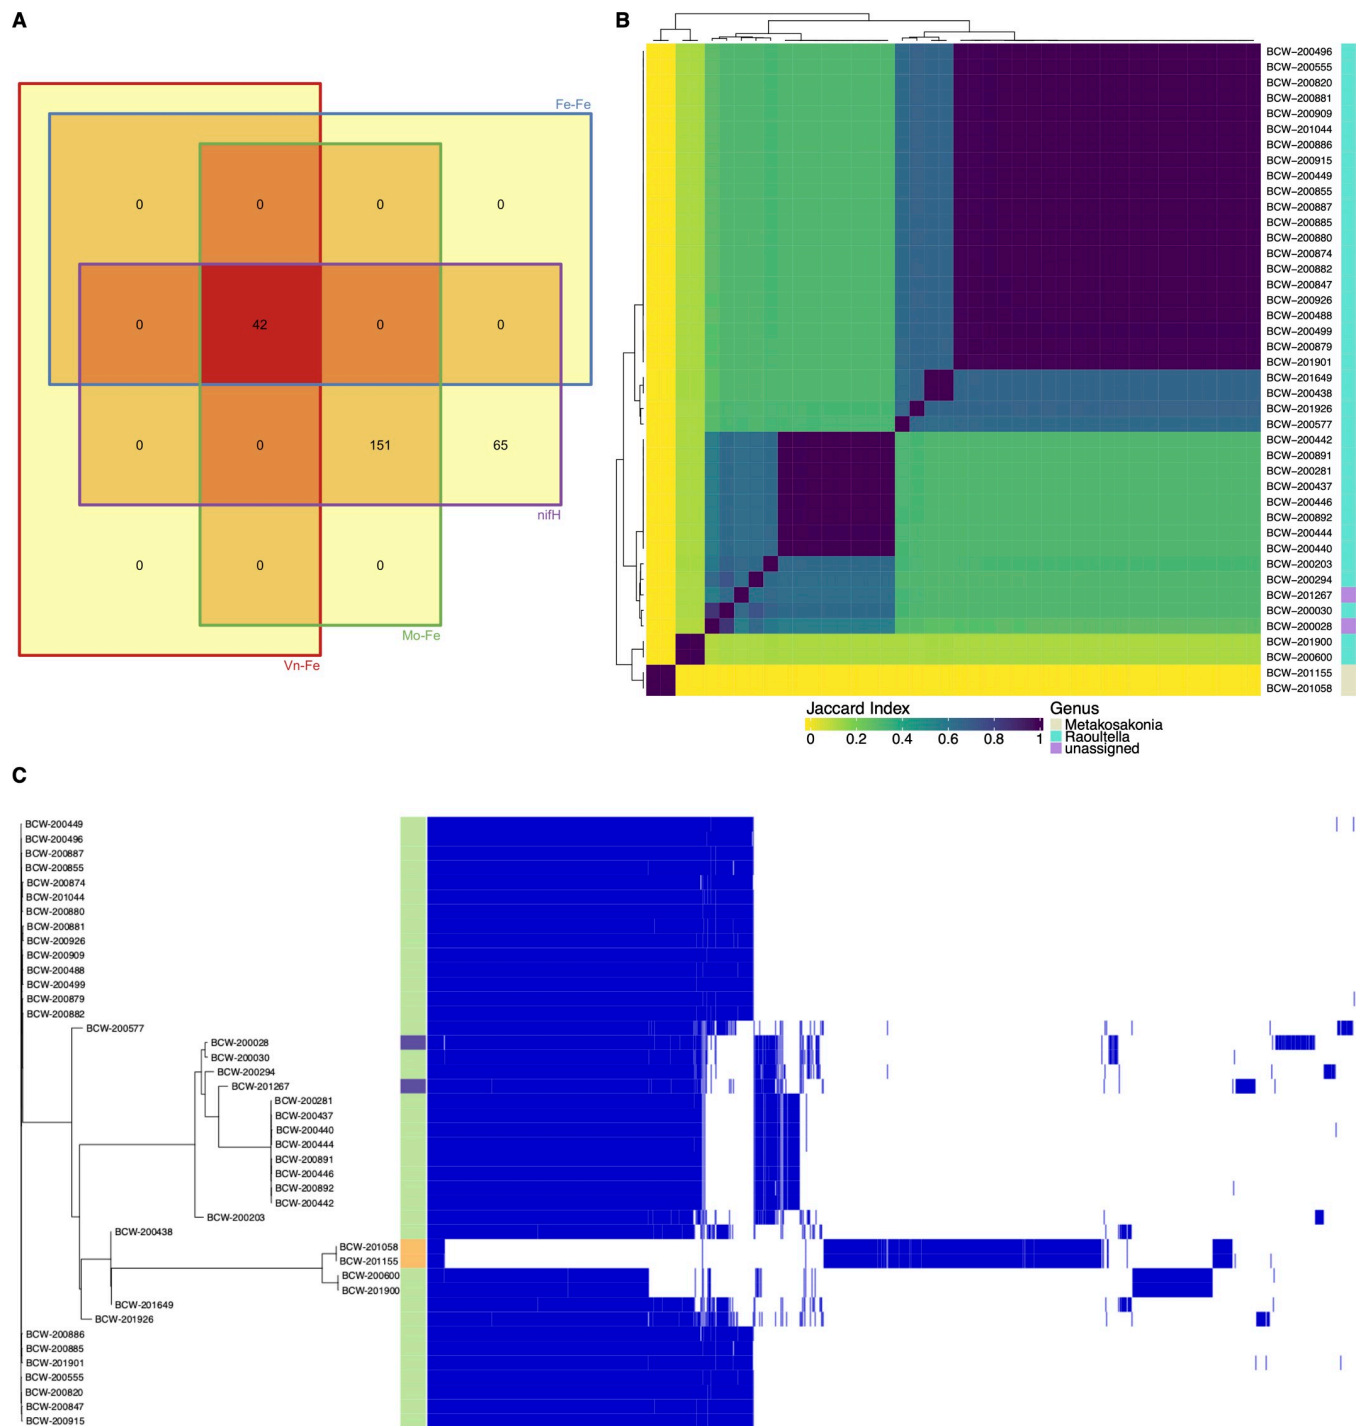 A
Fe-Fe
0 0 0 0
0 42 0 0
0 0 151 65
nifH
0 0 0
Mo-Fe
Vn-Fe
B
BCW-200496
BCW-200555
BCW-200820
BCW-200881
BCW-200909
BCW-201044
BCW-200886
BCW-200915
BCW-200449
BCW-200855
BCW-200887
BCW-200885
BCW-200880
BCW-200874
BCW-200882
BCW-200847
BCW-200926
BCW-200488
BCW-200499
BCW-200879
BCW-201901
BCW-201649
BCW-200438
BCW-201926
BCW-200577
BCW-200442
BCW-200891
BCW-200281
BCW-200437
BCW-200446
BCW-200892
BCW-200444
BCW-200440
BCW-200203
BCW-200294
BCW-201267
BCW-200030
BCW-200028
BCW-201900
BCW-200600
BCW-201155
BCW-201058
Jaccard Index
0 0.2 0.4 0.6 0.8 1
Genus
Metakosakonia
Raoultella
unassigned
C
BCW-200449
BCW-200496
BCW-200887
BCW-200855
BCW-200874
BCW-201044
BCW-200880
BCW-200881
BCW-200926
BCW-200909
BCW-200488
BCW-200499
BCW-200879
BCW-200882
BCW-200577
BCW-200028
BCW-200030
BCW-200294
BCW-201267
BCW-200281
BCW-200437
BCW-200440
BCW-200444
BCW-200891
BCW-200446
BCW-200892
BCW-200442
BCW-200203
BCW-200438
BCW-201058
BCW-201155
BCW-200600
BCW-201900
BCW-201649
BCW-201926
BCW-200886
BCW-200885
BCW-201901
BCW-200555
BCW-200820
BCW-200847
BCW-200915